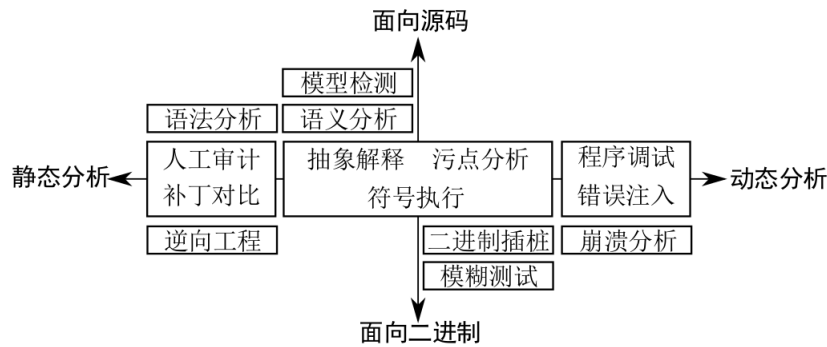 面向源码
模型检测
语法分析 语义分析
人工审计 抽象解释 污点分析 程序调试
静态分析 动态分析
补丁对比 符号执行 错误注入
逆向工程 二进制插桩 崩溃分析
模糊测试
面向二进制